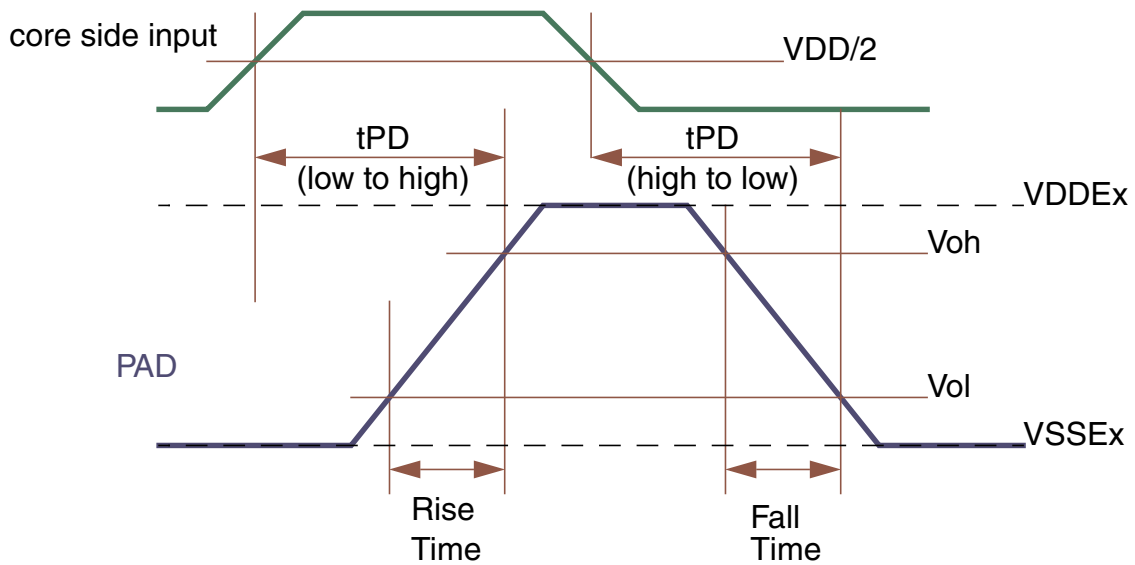 core side input
VDD/2
tPD
(low to high)
tPD
(high to low)
VDDEx
Voh
PAD
Vol
VSSEx
Rise
Time
Fall
Time